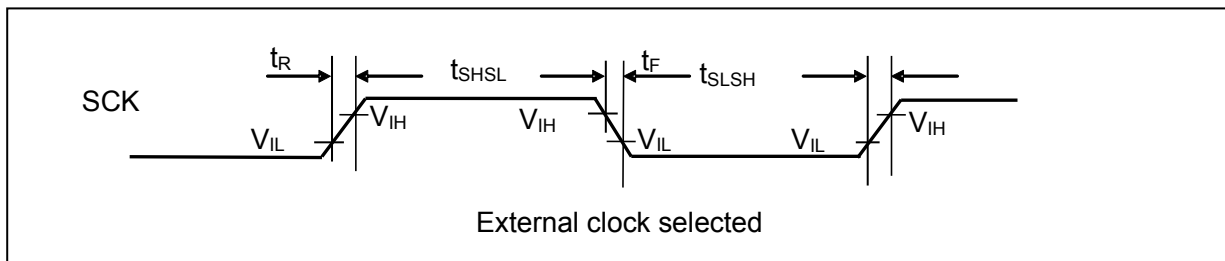 tR tSHSL tF tSLSH
SCK
VIH VIH VIH
VIL VIL VIL
External clock selected